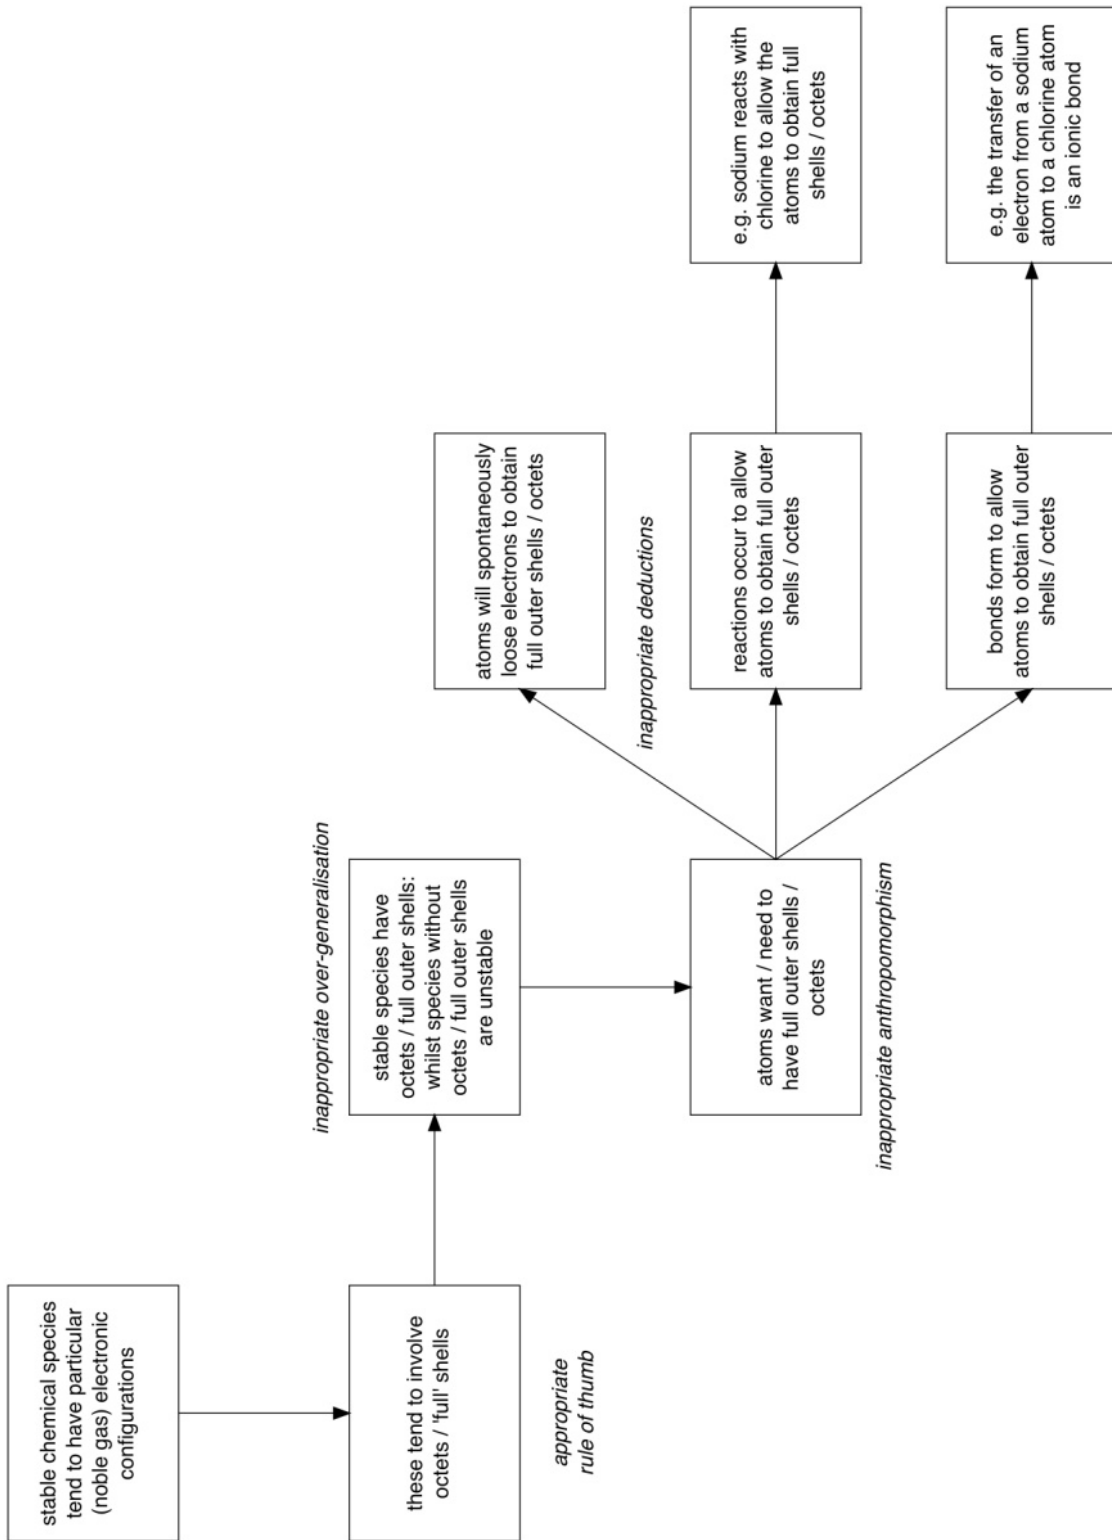 stable chemical species
tend to have particular
(noble gas) electronic
configurations
these tend to involve
octets / 'full' shells
appropriate
rule of thumb
inappropriate over-generalisation
stable species have
octets / full outer shells:
whilst species without
octets / full outer shells
are unstable
atoms want / need to
have full outer shells /
octets
inappropriate anthropomorphism
atoms will spontaneously
loose electrons to obtain
full outer shells / octets
inappropriate deductions
reactions occur to allow
atoms to obtain full outer
shells / octets
bonds form to allow
atoms to obtain full outer
shells / octets
e.g. sodium reacts with
chlorine to allow the
atoms to obtain full
shells / octets
e.g. the transfer of an
electron from a sodium
atom to a chlorine atom
is an ionic bond